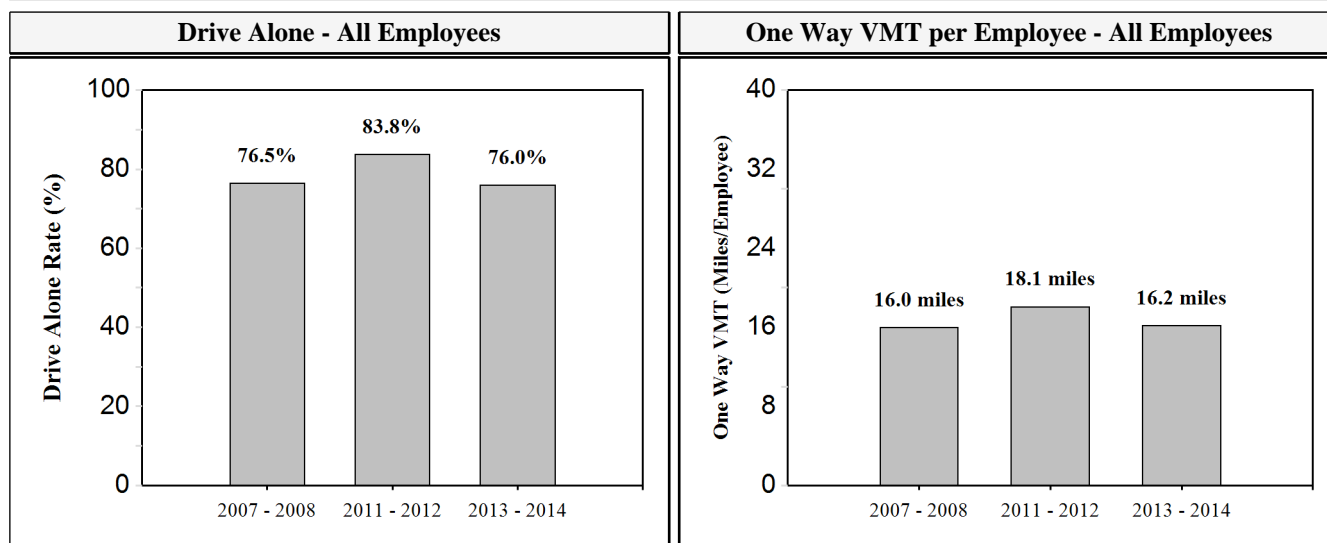 Drive Alone - All Employees
100
80
60
40
20
0
Drive Alone Rate (%)
76.5%
83.8%
76.0%
2007 - 2008
2011 - 2012
2013 - 2014
One Way VMT per Employee - All Employees
40
32
24
16
8
0
One Way VMT (Miles/Employee)
16.0 miles
18.1 miles
16.2 miles
2007 - 2008
2011 - 2012
2013 - 2014